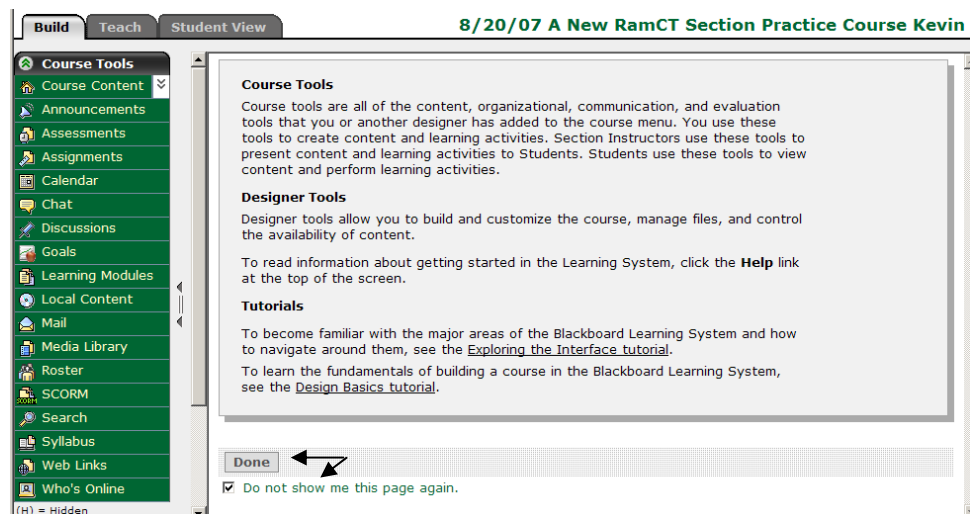 Build
Teach
Student View
8/20/07 A New RamCT Section Practice Course Kevin
Course Tools
Course Content
Announcements
Assessments
Assignments
Calendar
Chat
Discussions
Goals
Learning Modules
Local Content
Mail
Media Library
Roster
SCORM
Search
Syllabus
Web Links
Who's Online
(H) = Hidden
Course Tools
Course tools are all of the content, organizational, communication, and evaluation
tools that you or another designer has added to the course menu. You use these
tools to create content and learning activities. Section Instructors use these tools to
present content and learning activities to Students. Students use these tools to view
content and perform learning activities.
Designer Tools
Designer tools allow you to build and customize the course, manage files, and control
the availability of content.
To read information about getting started in the Learning System, click the Help link
at the top of the screen.
Tutorials
To become familiar with the major areas of the Blackboard Learning System and how
to navigate around them, see the Exploring the Interface tutorial.
To learn the fundamentals of building a course in the Blackboard Learning System,
see the Design Basics tutorial.
Done
Do not show me this page again.